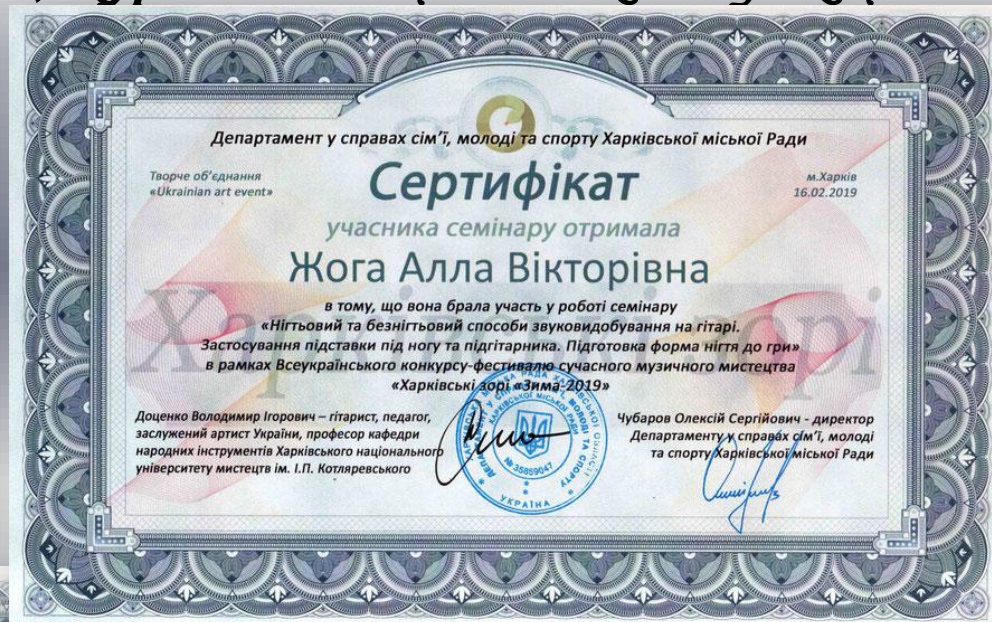 Департамент у справах сім'ї, молоді та спорту Харківської міської Ради
Творче об'єднання
«Ukrainian art event»
м.Харків
16.02.2019
Сертифікат
учасника семінару отримала
Жога Алла Вікторівна
в тому, що вона брала участь у роботі семінару
«Нігтьовий та безнігтьовий способи звуковидобування на гітарі.
Застосування підставки під ногу та підгітарника. Підготовка форма нігтя до гри»
в рамках Всеукраїнського конкурсу-фестивалю сучасного музичного мистецтва
«Харківські зорі «Зима-2019»
Харківські зорі
Доценко Володимир Ігорович – гітарист, педагог,
заслужений артист України, професор кафедри
народних інструментів Харківського національного
університету мистецтв ім. І.П. Котляревського
№ 35859047
УКРАЇНА
Чубаров Олексій Сергійович - директор
Департаменту у справах сім'ї, молоді
та спорту Харківської міської Ради